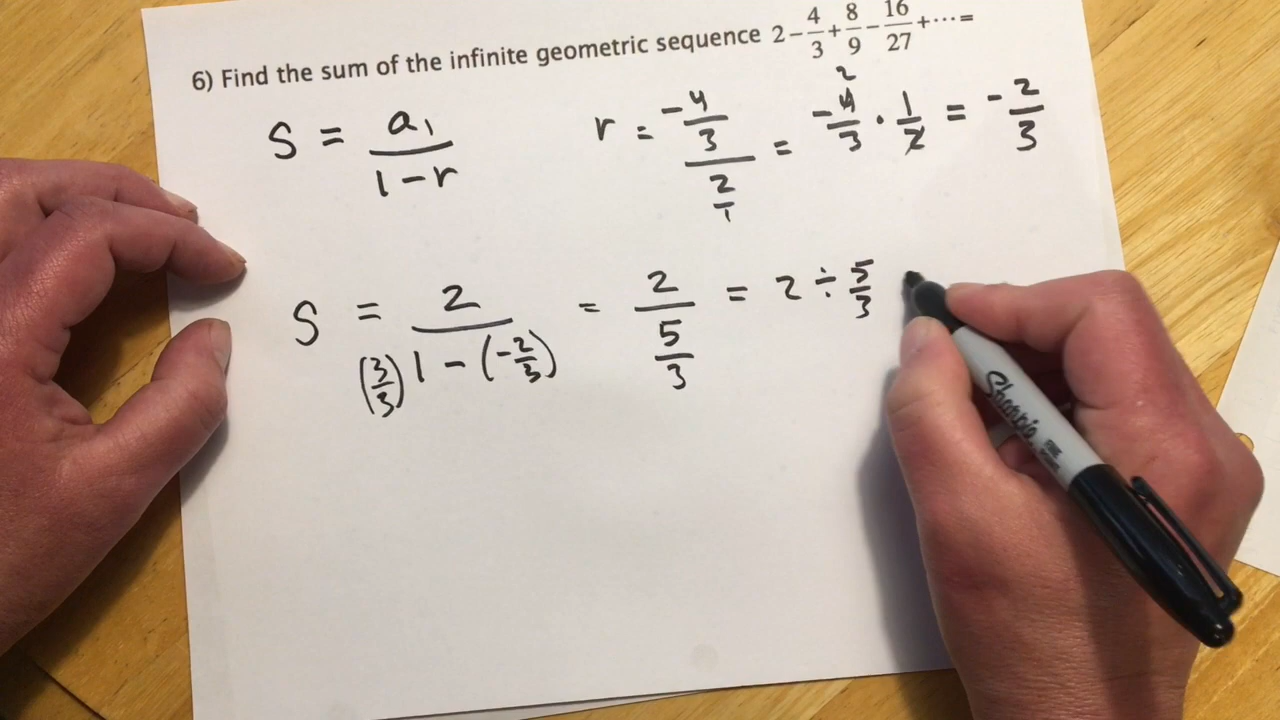 6) Find the sum of the infinite geometric sequence 2 - 4/3 + 8/9 - 16/27 + ⋯ =
S = a₁/(1-r)
r = (-4/3)/(2/1) = -4/3 · 1/2 = -2/3
2
S = 2/((3/3) 1 - (-2/3)) = 2/(5/3) = 2 ÷ 5/3
Sharpie